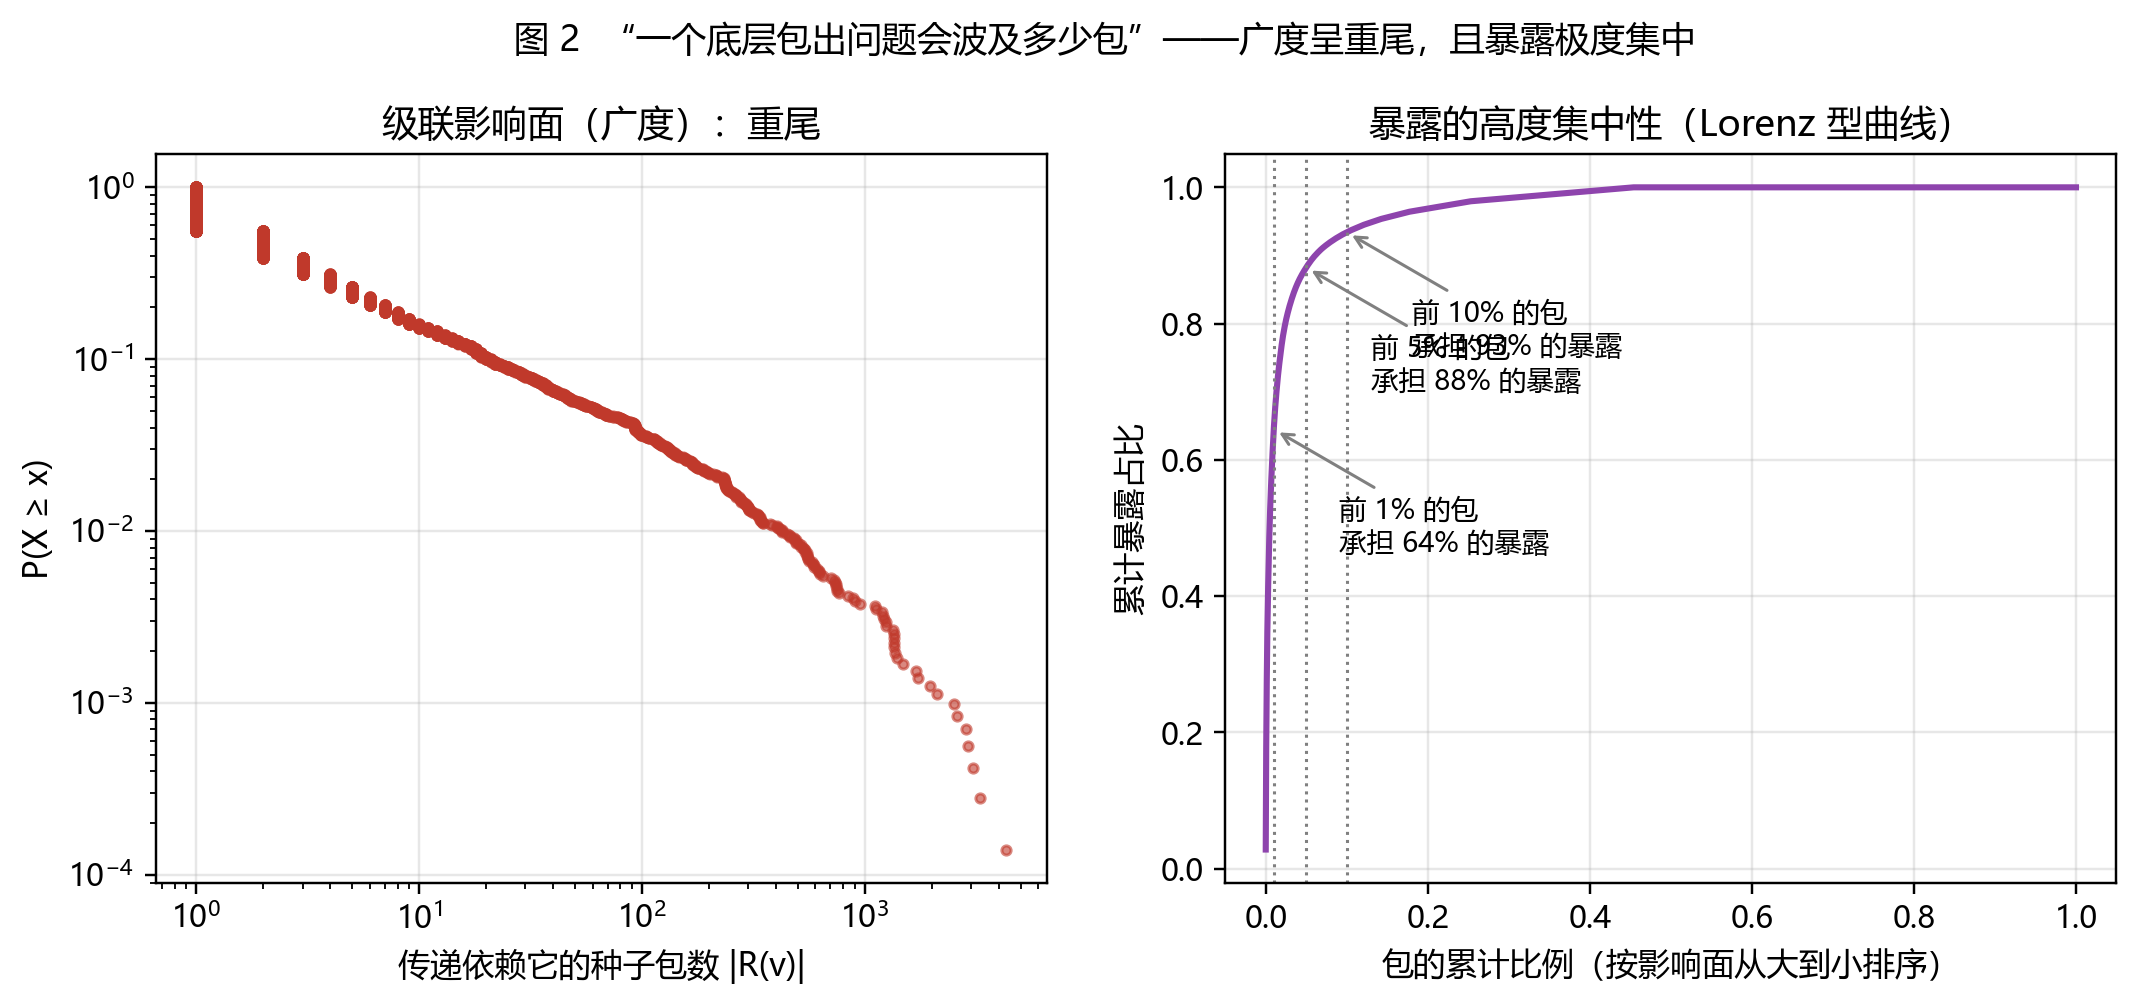 图 2  “一个底层包出问题会波及多少包”——广度呈重尾，且暴露极度集中
级联影响面（广度）：重尾
P(X ≥ x)
10⁰
10⁻¹
10⁻²
10⁻³
10⁻⁴
10⁰ 10¹ 10² 10³
传递依赖它的种子包数 |R(v)|
暴露的高度集中性（Lorenz 型曲线）
累计暴露占比
1.0
0.8
0.6
0.4
0.2
0.0
前 10% 的包
承担 93% 的暴露
前 5% 的包
承担 88% 的暴露
前 1% 的包
承担 64% 的暴露
0.0 0.2 0.4 0.6 0.8 1.0
包的累计比例（按影响面从大到小排序）